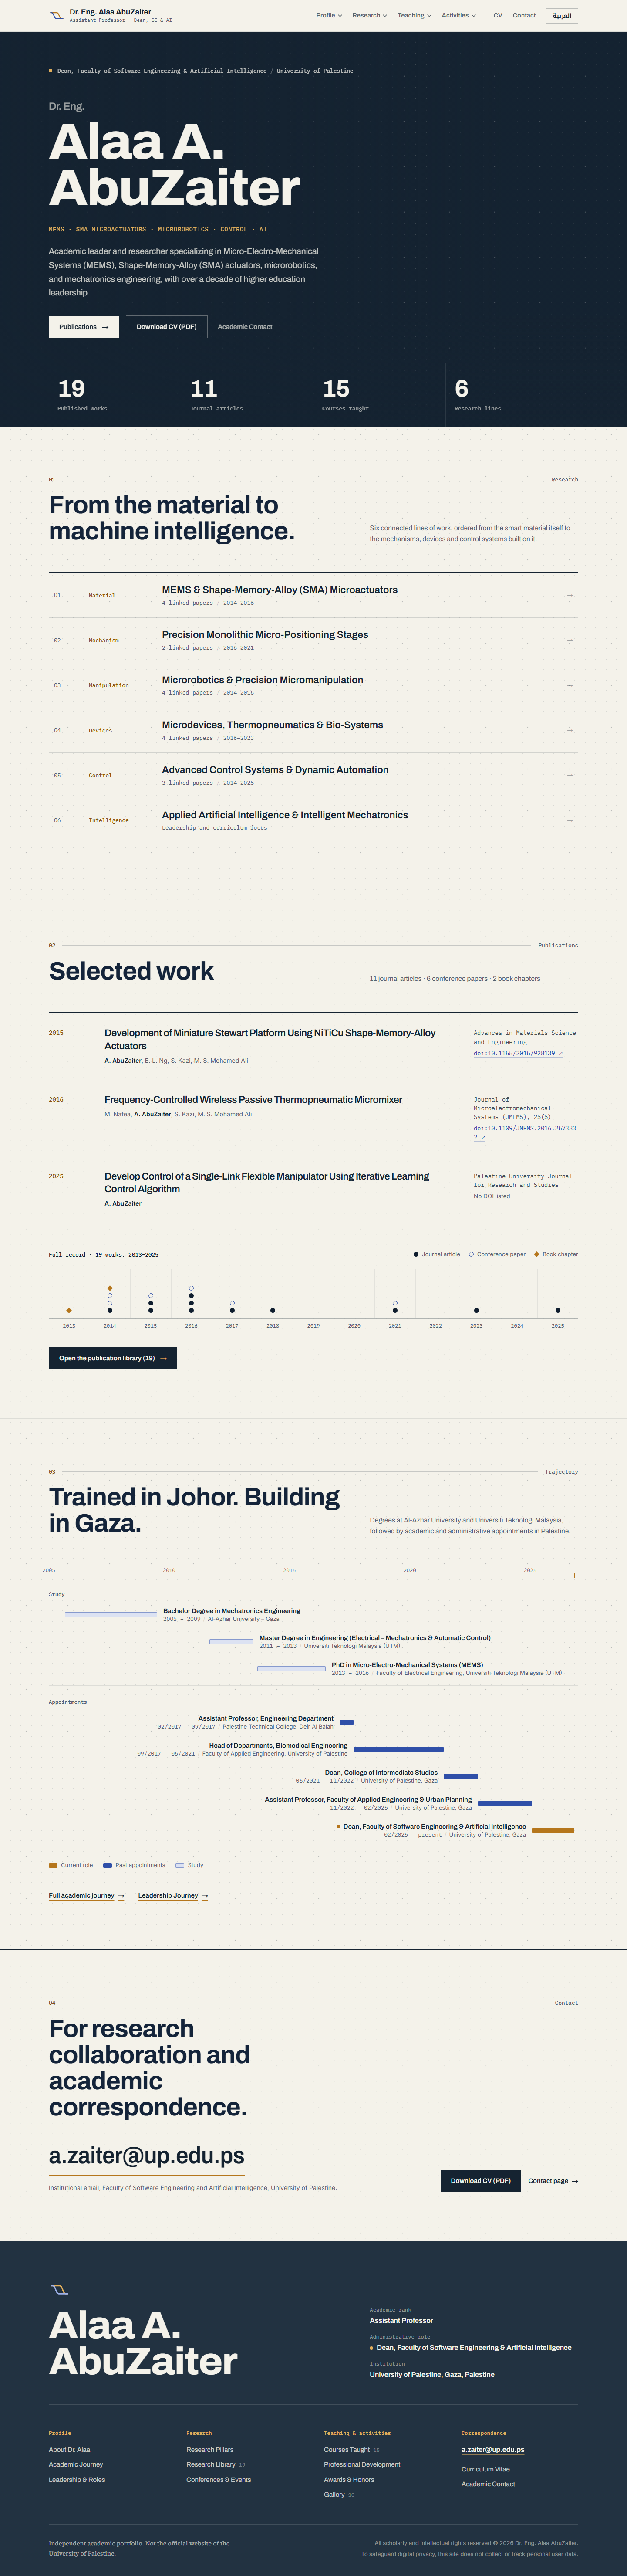 Dr. Eng. Alaa AbuZaiter
Assistant Professor · Dean, SE & AI
Profile
Research
Teaching
Activities
CV
Contact
العربية
Dean, Faculty of Software Engineering & Artificial Intelligence / University of Palestine
Dr. Eng.
Alaa A.
AbuZaiter
MEMS · SMA MICROACTUATORS · MICROROBOTICS · CONTROL · AI
Academic leader and researcher specializing in Micro-Electro-Mechanical
Systems (MEMS), Shape-Memory-Alloy (SMA) actuators, microrobotics,
and mechatronics engineering, with over a decade of higher education
leadership.
Publications →
Download CV (PDF)
Academic Contact
19
Published works
11
Journal articles
15
Courses taught
6
Research lines
01
Research
From the material to
machine intelligence.
Six connected lines of work, ordered from the smart material itself to
the mechanisms, devices and control systems built on it.
01 Material MEMS & Shape-Memory-Alloy (SMA) Microactuators →
4 linked papers / 2014–2016
02 Mechanism Precision Monolithic Micro-Positioning Stages →
2 linked papers / 2016–2021
03 Manipulation Microrobotics & Precision Micromanipulation →
4 linked papers / 2014–2016
04 Devices Microdevices, Thermopneumatics & Bio-Systems →
4 linked papers / 2016–2023
05 Control Advanced Control Systems & Dynamic Automation →
3 linked papers / 2014–2025
06 Intelligence Applied Artificial Intelligence & Intelligent Mechatronics →
Leadership and curriculum focus
02
Publications
Selected work
11 journal articles · 6 conference papers · 2 book chapters
2015
Development of Miniature Stewart Platform Using NiTiCu Shape-Memory-Alloy
Actuators
A. AbuZaiter, E. L. Ng, S. Kazi, M. S. Mohamed Ali
Advances in Materials Science
and Engineering
doi:10.1155/2015/928139 ↗
2016
Frequency-Controlled Wireless Passive Thermopneumatic Micromixer
M. Nafea, A. AbuZaiter, S. Kazi, M. S. Mohamed Ali
Journal of
Microelectromechanical
Systems (JMEMS), 25(5)
doi:10.1109/JMEMS.2016.257383
2 ↗
2025
Develop Control of a Single-Link Flexible Manipulator Using Iterative Learning
Control Algorithm
A. AbuZaiter
Palestine University Journal
for Research and Studies
No DOI listed
Full record · 19 works, 2013–2025
Journal article
Conference paper
Book chapter
2013 2014 2015 2016 2017 2018 2019 2020 2021 2022 2023 2024 2025
Open the publication library (19) →
03
Trajectory
Trained in Johor. Building
in Gaza.
Degrees at Al-Azhar University and Universiti Teknologi Malaysia,
followed by academic and administrative appointments in Palestine.
2005 2010 2015 2020 2025
Study
Bachelor Degree in Mechatronics Engineering
2005 – 2009 | Al-Azhar University – Gaza
Master Degree in Engineering (Electrical – Mechatronics & Automatic Control)
2011 – 2013 | Universiti Teknologi Malaysia (UTM)
PhD in Micro-Electro-Mechanical Systems (MEMS)
2013 – 2016 | Faculty of Electrical Engineering, Universiti Teknologi Malaysia (UTM)
Appointments
Assistant Professor, Engineering Department
02/2017 – 09/2017 | Palestine Technical College, Deir Al Balah
Head of Departments, Biomedical Engineering
09/2017 – 06/2021 | Faculty of Applied Engineering, University of Palestine
Dean, College of Intermediate Studies
06/2021 – 11/2022 | University of Palestine, Gaza
Assistant Professor, Faculty of Applied Engineering & Urban Planning
11/2022 – 02/2025 | University of Palestine, Gaza
Dean, Faculty of Software Engineering & Artificial Intelligence
02/2025 – present | University of Palestine, Gaza
Current role
Past appointments
Study
Full academic journey →
Leadership Journey →
04
Contact
For research
collaboration and
academic
correspondence.
a.zaiter@up.edu.ps
Institutional email, Faculty of Software Engineering and Artificial Intelligence, University of Palestine.
Download CV (PDF)
Contact page →
Alaa A.
AbuZaiter
Academic rank
Assistant Professor
Administrative role
Dean, Faculty of Software Engineering & Artificial Intelligence
Institution
University of Palestine, Gaza, Palestine
Profile
About Dr. Alaa
Academic Journey
Leadership & Roles
Research
Research Pillars
Research Library 19
Conferences & Events
Teaching & activities
Courses Taught 15
Professional Development
Awards & Honors
Gallery 10
Correspondence
a.zaiter@up.edu.ps
Curriculum Vitae
Academic Contact
Independent academic portfolio. Not the official website of the
University of Palestine.
All scholarly and intellectual rights reserved © 2026 Dr. Eng. Alaa AbuZaiter.
To safeguard digital privacy, this site does not collect or track personal user data.